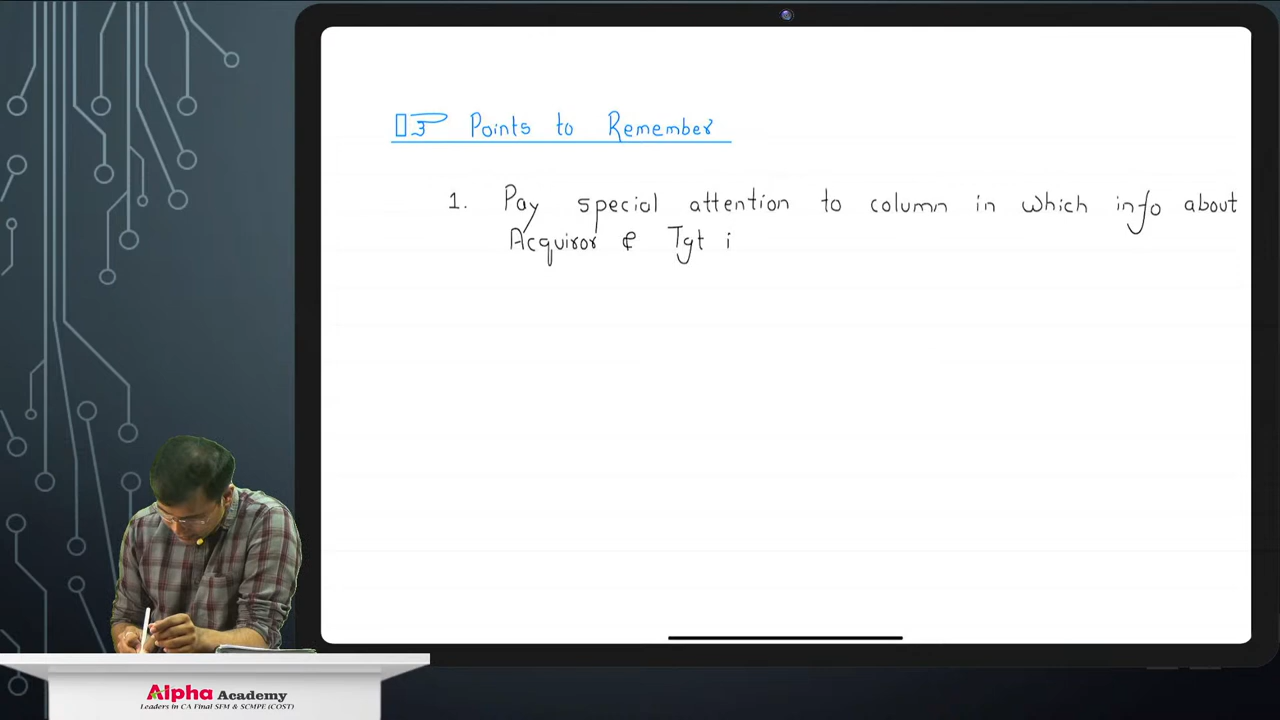 Points to Remember
1. Pay special attention to column in which info about
Acquiror & Tgt i
Alpha Academy
Leaders in CA Final SFM & SCMPE (COST)